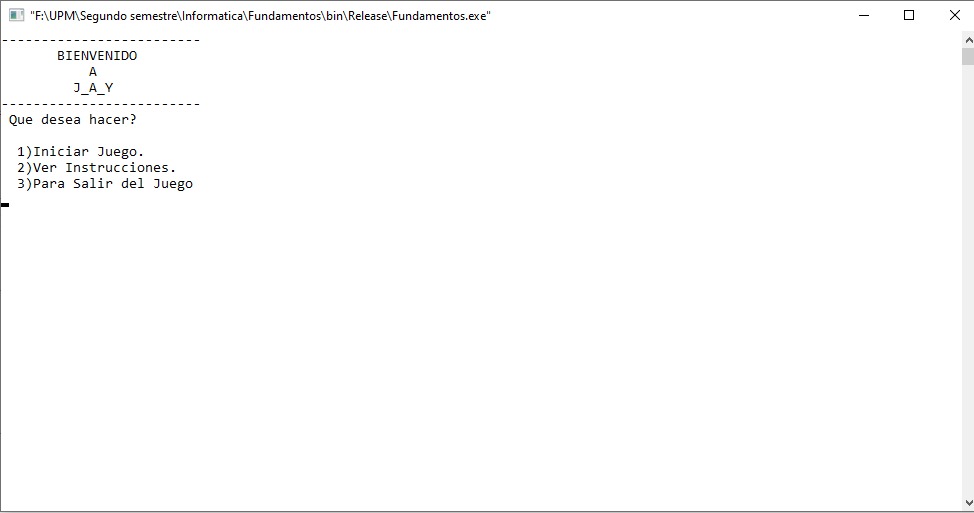 "F:\UPM\Segundo semestre\Informatica\Fundamentos\bin\Release\Fundamentos.exe"
-------------------------
BIENVENIDO
A
J_A_Y
-------------------------
Que desea hacer?
1)Iniciar Juego.
2)Ver Instrucciones.
3)Para Salir del Juego